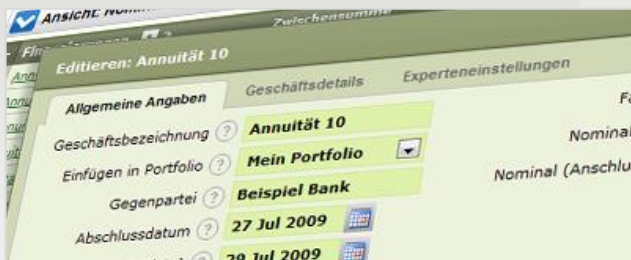 Ansicht: Nomin
Zwischensumme
Editieren: Annuität 10
Allgemeine Angaben
Geschäftsdetails
Experteneinstellungen
Geschäftsbezeichnung ? Annuität 10
Einfügen in Portfolio ? Mein Portfolio
Nominal
Gegenpartei ? Beispiel Bank
Nominal (Anschlu
Abschlussdatum ? 27 Jul 2009
29 Jul 2009